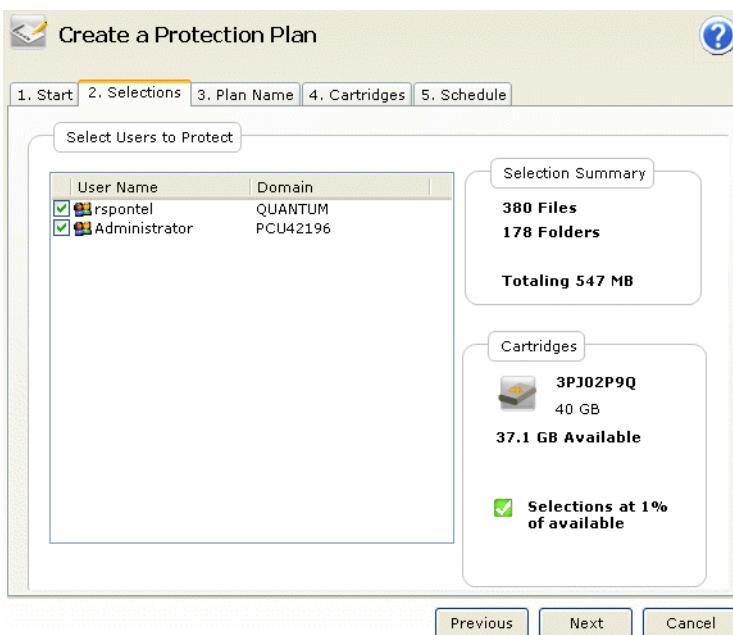 Create a Protection Plan
?
1. Start 2. Selections 3. Plan Name 4. Cartridges 5. Schedule
Select Users to Protect
User Name Domain
rspontel QUANTUM
Administrator PCU42196
Selection Summary
380 Files
178 Folders
Totaling 547 MB
Cartridges
3PJ02P9Q
40 GB
37.1 GB Available
Selections at 1%
of available
Previous Next Cancel